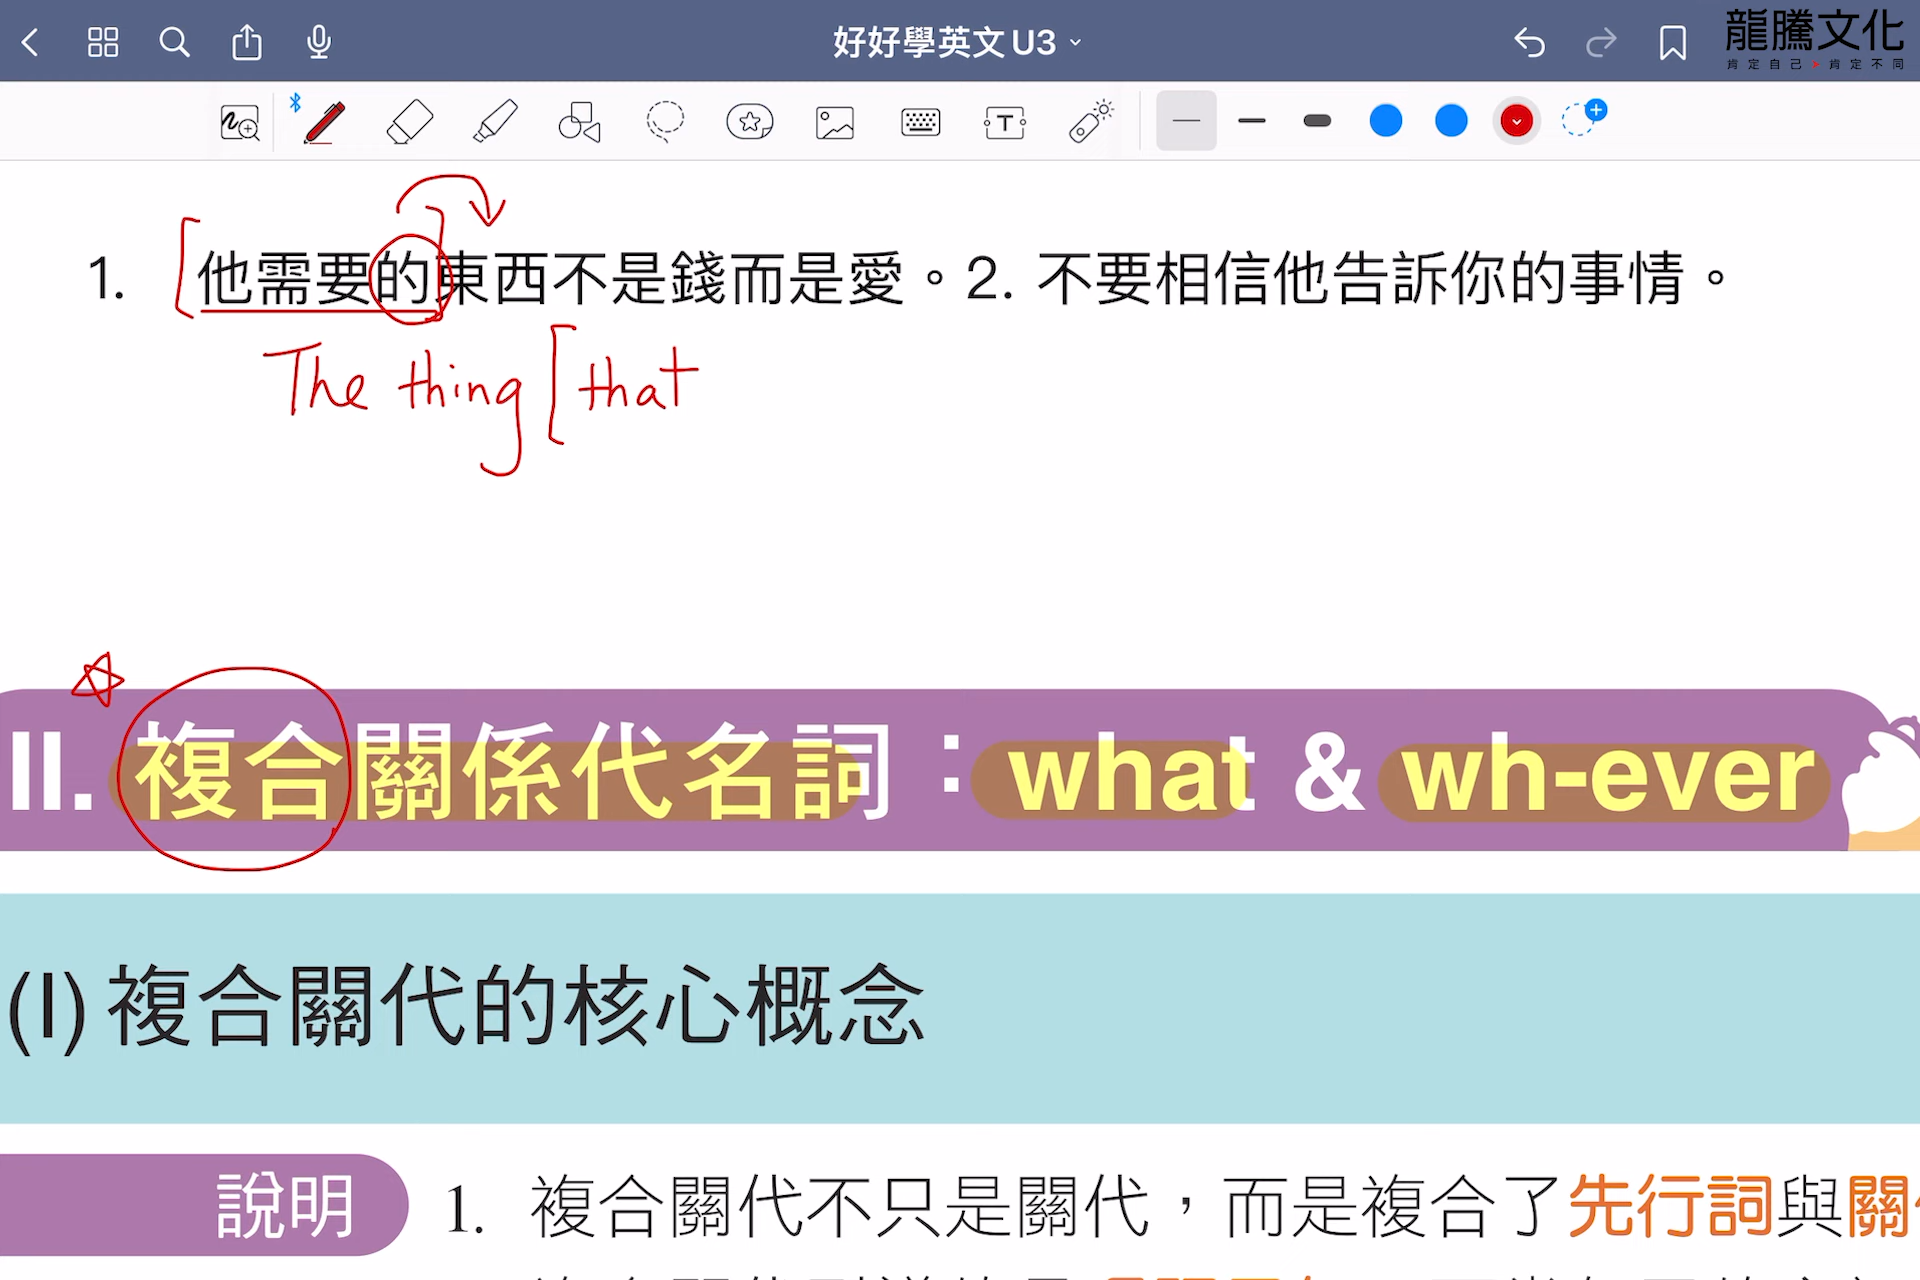 好好學英文 U3
龍騰文化
肯定自己 肯定不同
1. 他需要的東西不是錢而是愛。2. 不要相信他告訴你的事情。
The thing [that
II. 複合關係代名詞：what & wh-ever
(I) 複合關代的核心概念
說明 1. 複合關代不只是關代，而是複合了先行詞與關